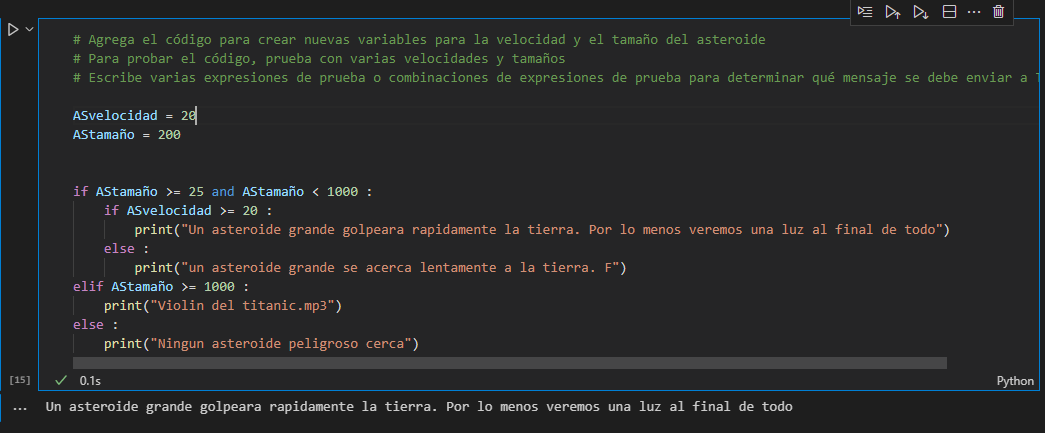 # Agrega el código para crear nuevas variables para la velocidad y el tamaño del asteroide
# Para probar el código, prueba con varias velocidades y tamaños
# Escribe varias expresiones de prueba o combinaciones de expresiones de prueba para determinar qué mensaje se debe enviar a
ASvelocidad = 20
AStamaño = 200
if AStamaño >= 25 and AStamaño < 1000 :
if ASvelocidad >= 20 :
print("Un asteroide grande golpeara rapidamente la tierra. Por lo menos veremos una luz al final de todo")
else :
print("un asteroide grande se acerca lentamente a la tierra. F")
elif AStamaño >= 1000 :
print("Violin del titanic.mp3")
else :
print("Ningun asteroide peligroso cerca")
[15] 0.1s Python
Un asteroide grande golpeara rapidamente la tierra. Por lo menos veremos una luz al final de todo